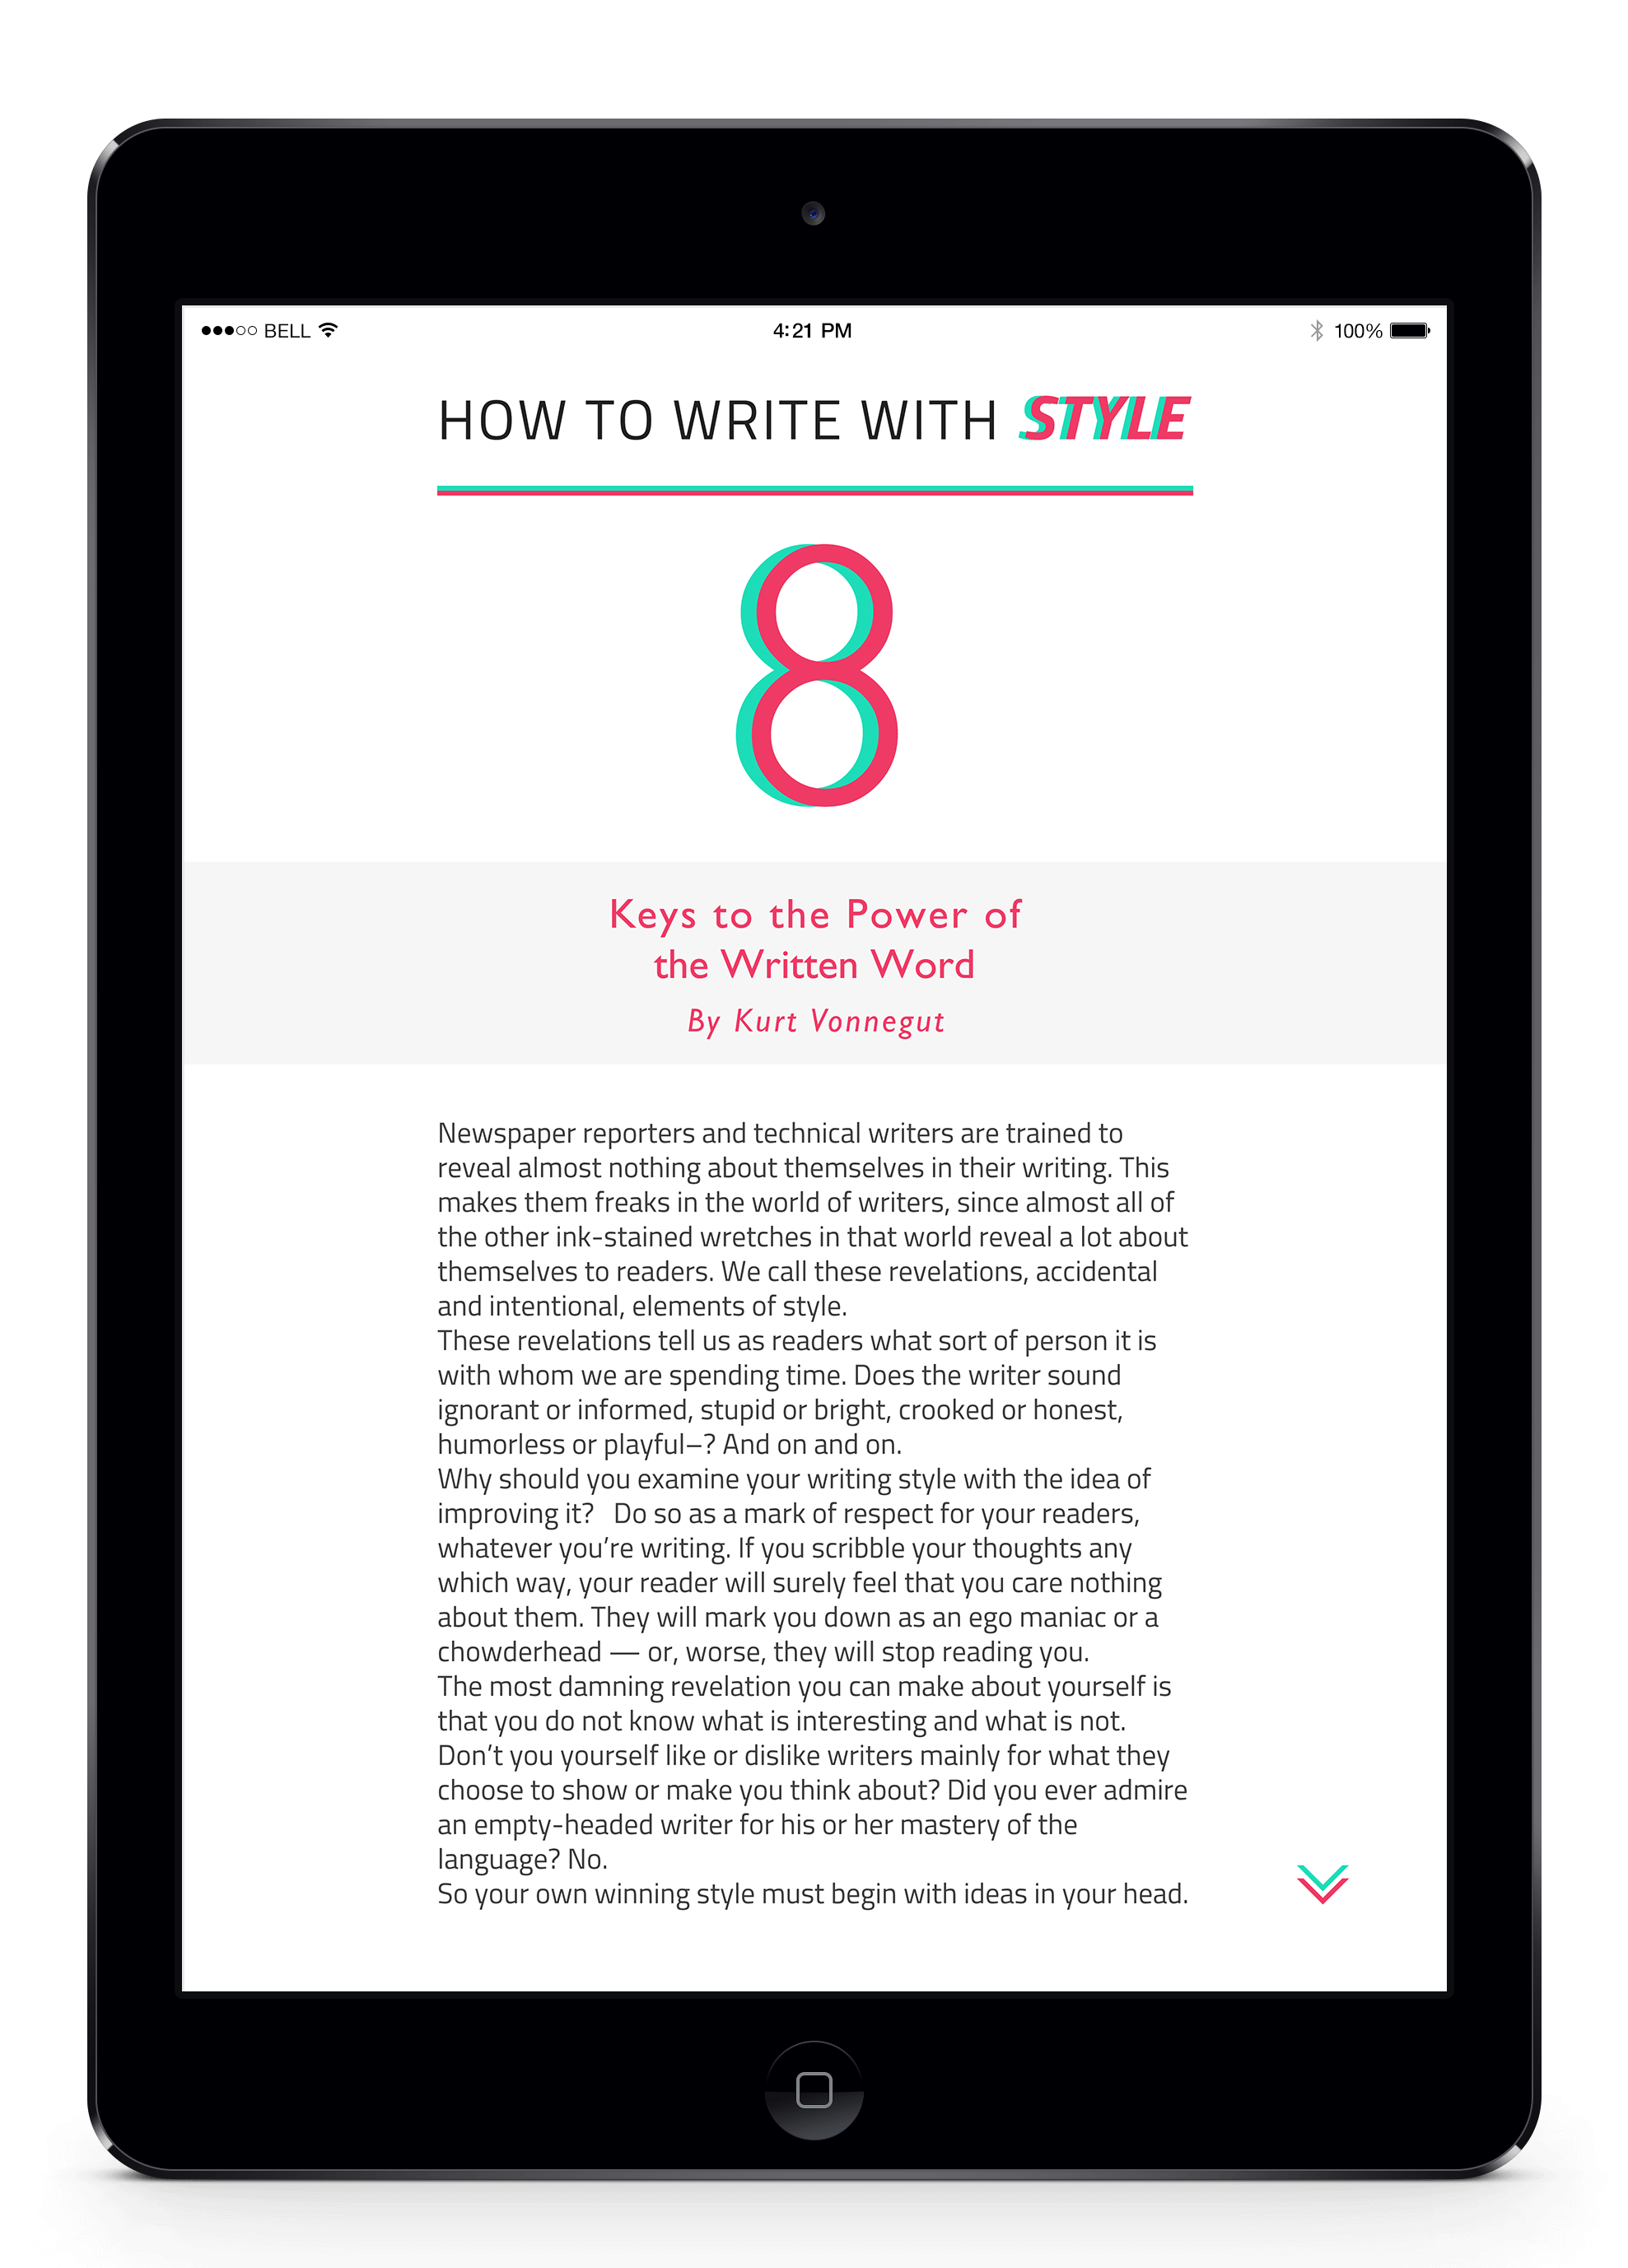 ●●●○○ BELL 4:21 PM 100%
HOW TO WRITE WITH STYLE
8
Keys to the Power of
the Written Word
By Kurt Vonnegut
Newspaper reporters and technical writers are trained to
reveal almost nothing about themselves in their writing. This
makes them freaks in the world of writers, since almost all of
the other ink-stained wretches in that world reveal a lot about
themselves to readers. We call these revelations, accidental
and intentional, elements of style.
These revelations tell us as readers what sort of person it is
with whom we are spending time. Does the writer sound
ignorant or informed, stupid or bright, crooked or honest,
humorless or playful–? And on and on.
Why should you examine your writing style with the idea of
improving it?   Do so as a mark of respect for your readers,
whatever you’re writing. If you scribble your thoughts any
which way, your reader will surely feel that you care nothing
about them. They will mark you down as an ego maniac or a
chowderhead — or, worse, they will stop reading you.
The most damning revelation you can make about yourself is
that you do not know what is interesting and what is not.
Don’t you yourself like or dislike writers mainly for what they
choose to show or make you think about? Did you ever admire
an empty-headed writer for his or her mastery of the
language? No.
So your own winning style must begin with ideas in your head.